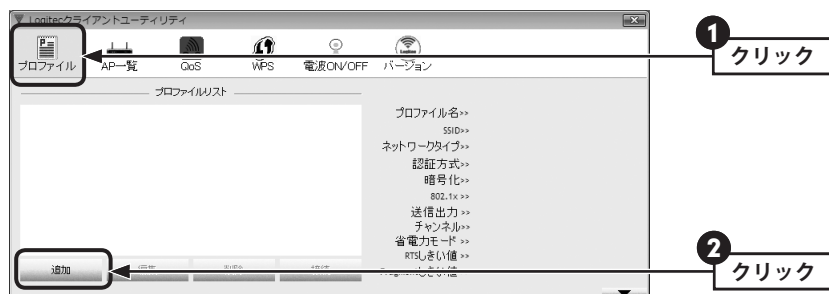 Logitecクライアントユーティリティ
プロファイル AP一覧 QoS WPS 電波ON/OFF バージョン
プロファイルリスト
プロファイル名>>
SSID>>
ネットワークタイプ>>
認証方式>>
暗号化>>
802.1x >>
送信出力 >>
チャンネル>>
省電力モード >>
RTSしきい値 >>
追加
1
クリック
2
クリック